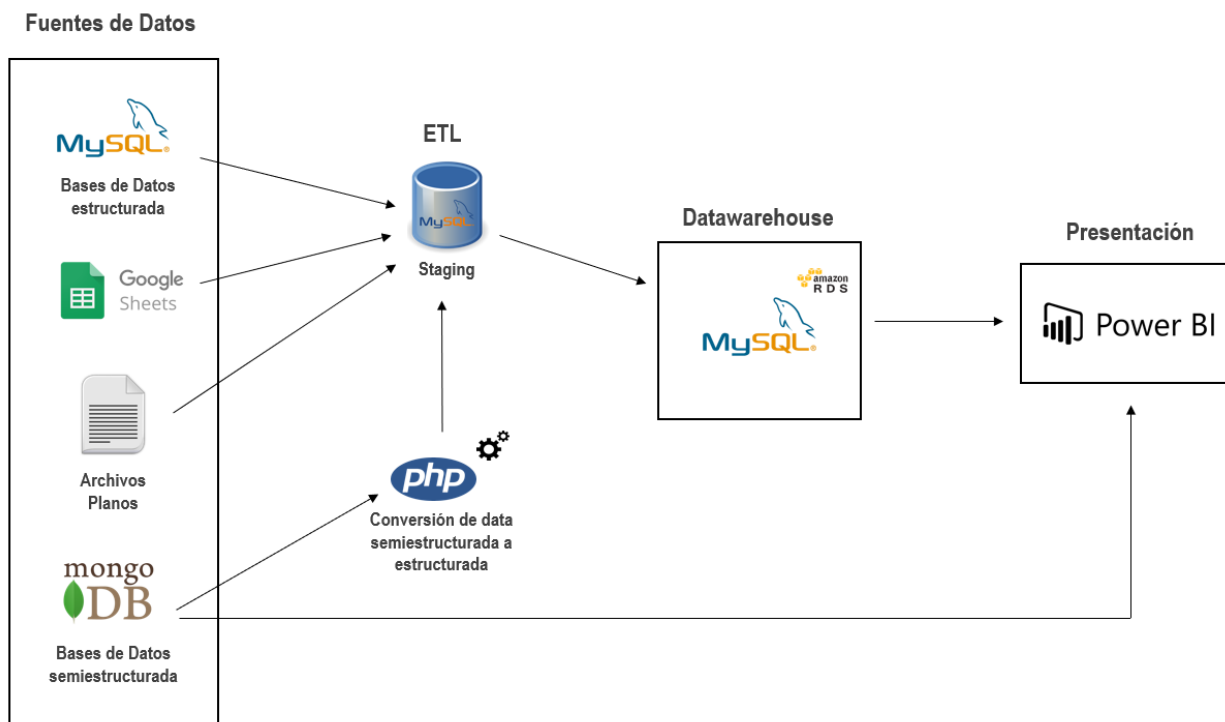 Fuentes de Datos
MySQL®
Bases de Datos
estructurada
Google
Sheets
Archivos
Planos
mongo
DB
Bases de Datos
semiestructurada
ETL
MySQL
Staging
php
Conversión de data
semiestructurada a
estructurada
Datawarehouse
amazon
RDS
MySQL®
Presentación
Power BI